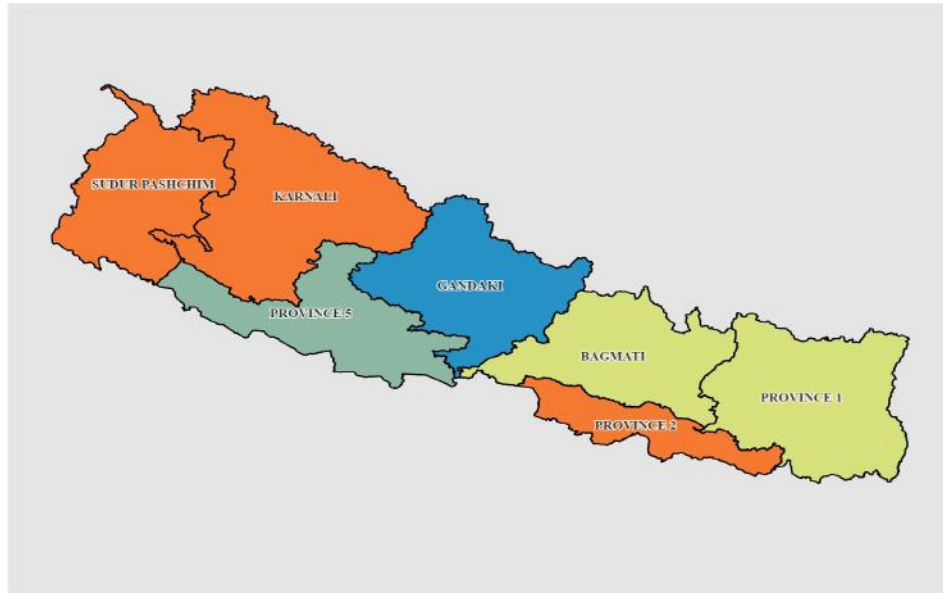 SUDUR PASHCHIM
KARNALI
GANDAKI
PROVINCE 5
BAGMATI
PROVINCE 1
PROVINCE 2